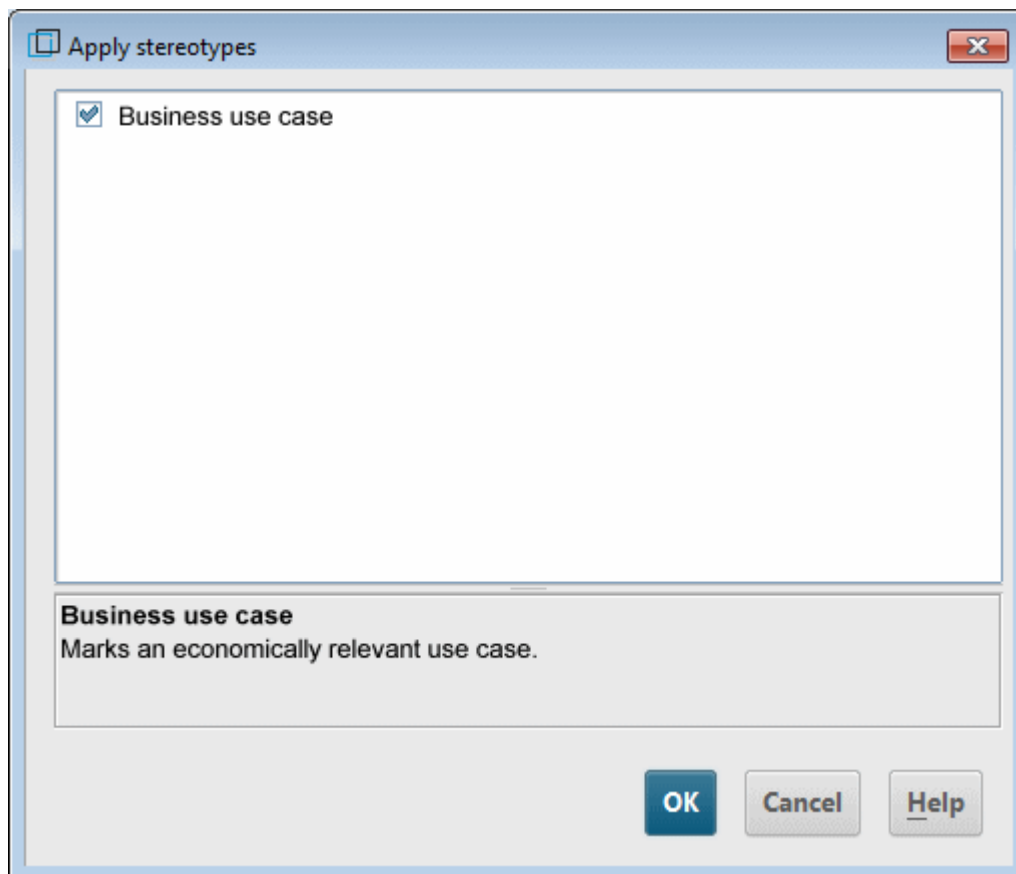 Apply stereotypes
Business use case
Business use case
Marks an economically relevant use case.
OK Cancel Help